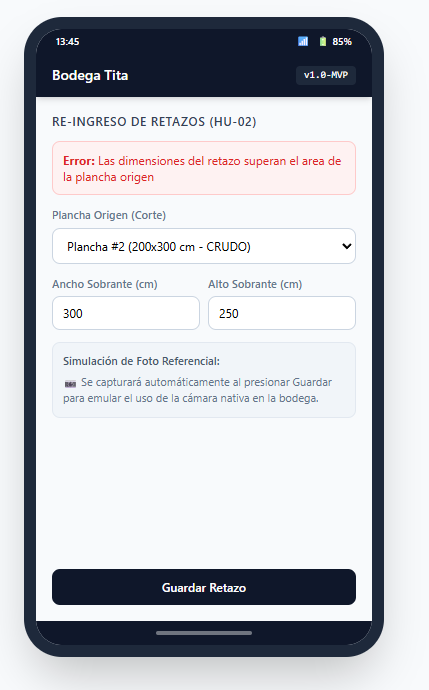 13:45
85%
Bodega Tita
v1.0-MVP
RE-INGRESO DE RETAZOS (HU-02)
Error: Las dimensiones del retazo superan el area de
la plancha origen
Plancha Origen (Corte)
Plancha #2 (200x300 cm - CRUDO)
Ancho Sobrante (cm)
Alto Sobrante (cm)
300
250
Simulación de Foto Referencial:
📷 Se capturará automáticamente al presionar Guardar
para emular el uso de la cámara nativa en la bodega.
Guardar Retazo